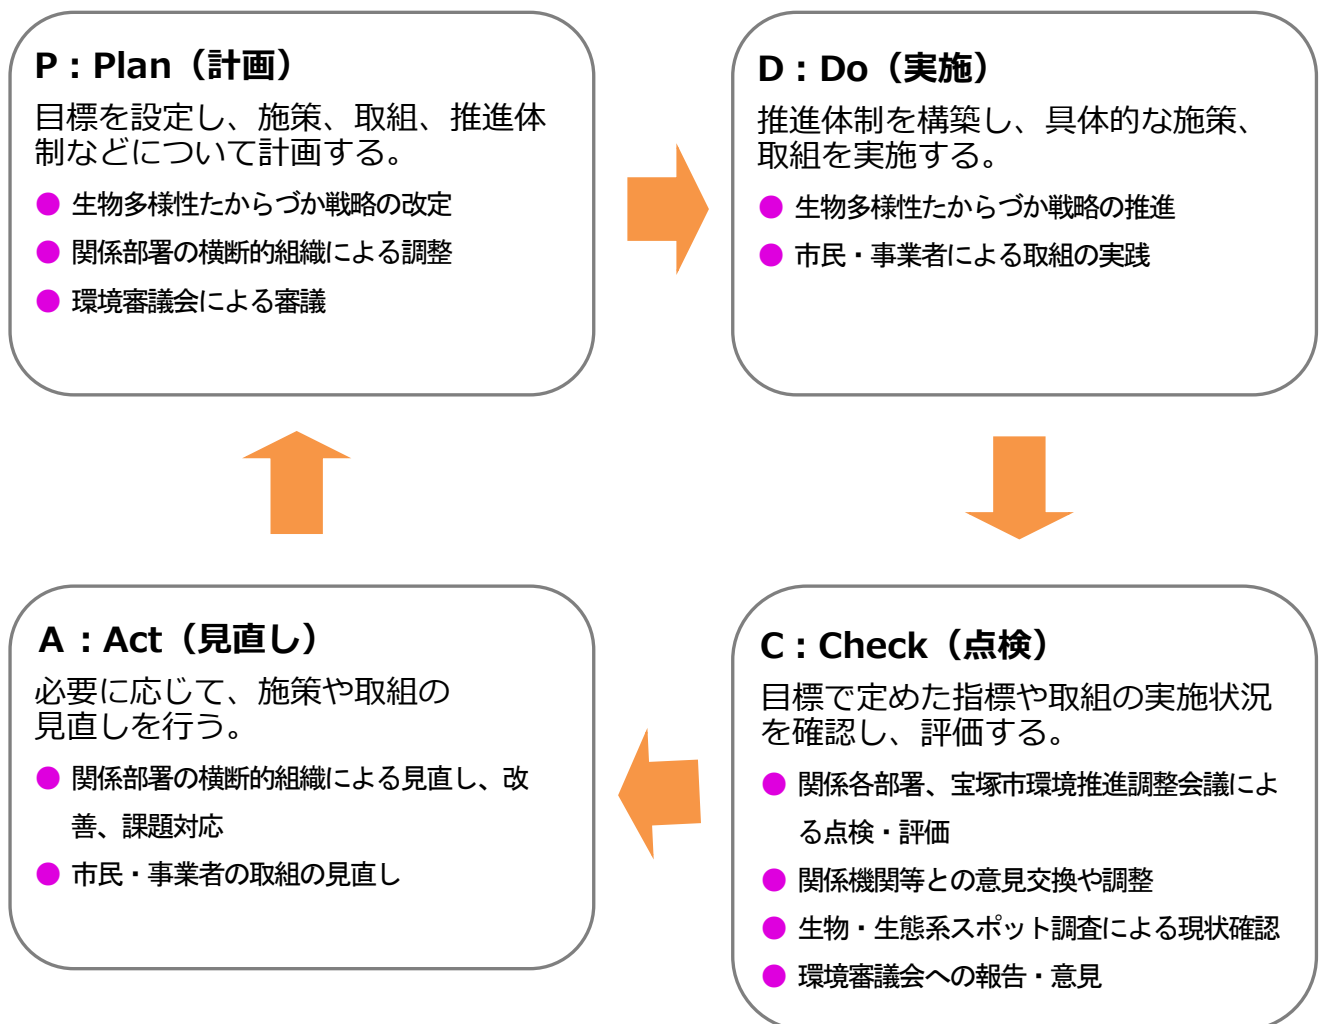 P：Plan（計画）
目標を設定し、施策、取組、推進体
制などについて計画する。
● 生物多様性たからづか戦略の改定
● 関係部署の横断的組織による調整
● 環境審議会による審議
D：Do（実施）
推進体制を構築し、具体的な施策、
取組を実施する。
● 生物多様性たからづか戦略の推進
● 市民・事業者による取組の実践
A：Act（見直し）
必要に応じて、施策や取組の
見直しを行う。
● 関係部署の横断的組織による見直し、改
善、課題対応
● 市民・事業者の取組の見直し
C：Check（点検）
目標で定めた指標や取組の実施状況
を確認し、評価する。
● 関係各部署、宝塚市環境推進調整会議によ
る点検・評価
● 関係機関等との意見交換や調整
● 生物・生態系スポット調査による現状確認
● 環境審議会への報告・意見